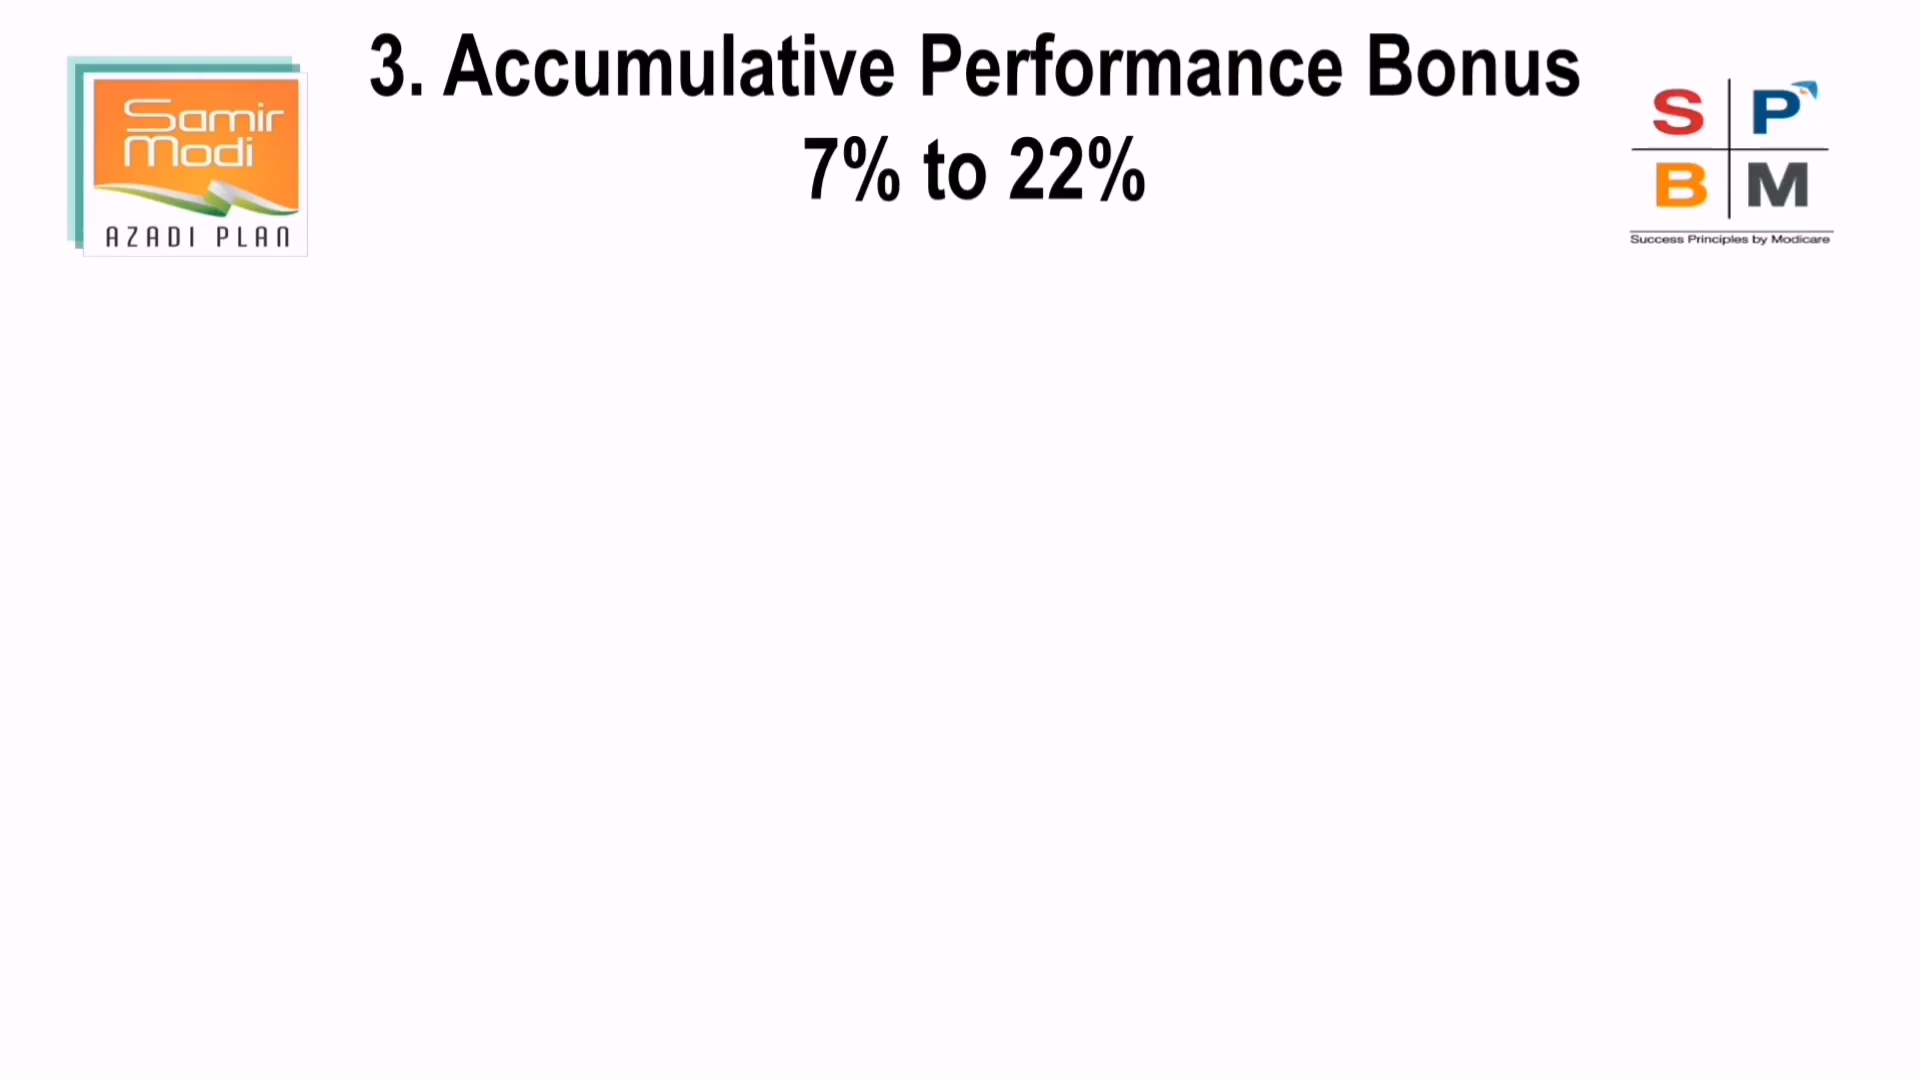 3. Accumulative Performance Bonus
7% to 22%
Samir
Modi
AZADI PLAN
S P
B M
Success Principles by Modicare